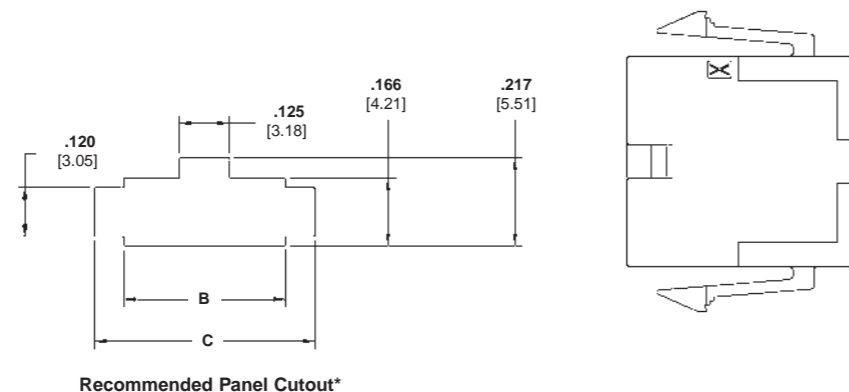 .120
[3.05]
.125
[3.18]
.166
[4.21]
.217
[5.51]
B
C
X
Recommended Panel Cutout*